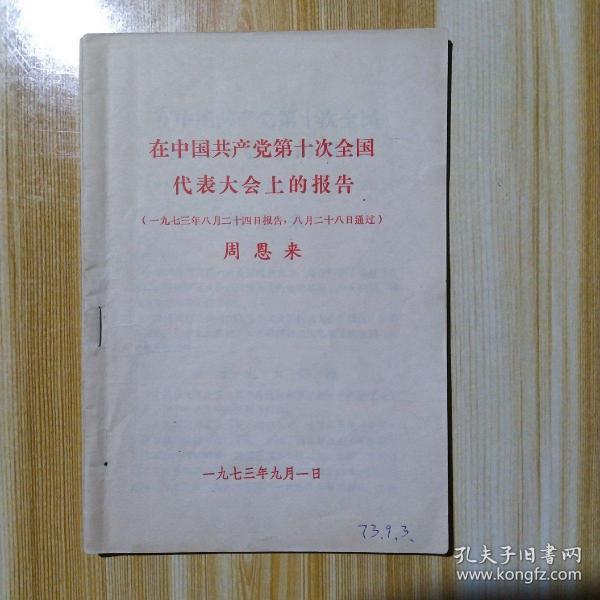 在中国共产党第十次全国
代表大会上的报告
(一九七三年八月二十四日报告，八月二十八日通过)
周恩来
一九七三年九月一日
73.9.3.
孔夫子旧书网
www.kongfz.com